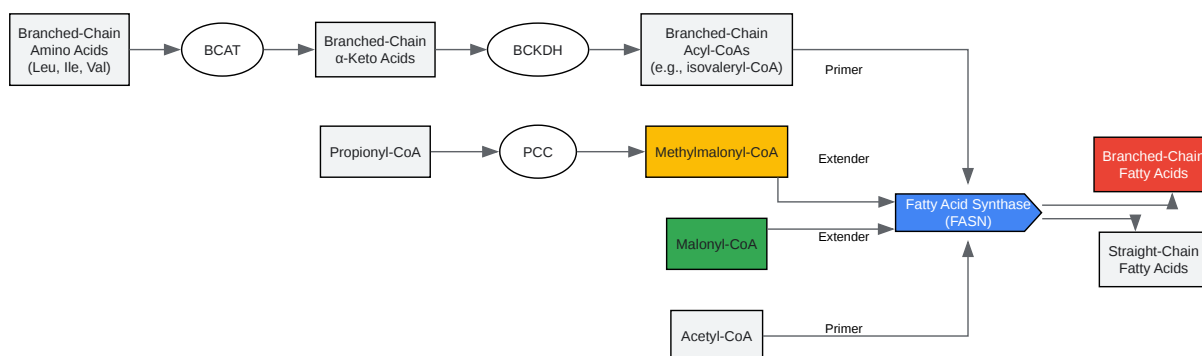 Branched-Chain
Amino Acids
(Leu, Ile, Val)
BCAT
Branched-Chain
α-Keto Acids
BCKDH
Branched-Chain
Acyl-CoAs
(e.g., isovaleryl-CoA)
Primer
Propionyl-CoA
PCC
Methylmalonyl-CoA
Extender
Malonyl-CoA
Extender
Acetyl-CoA
Primer
Fatty Acid Synthase
(FASN)
Branched-Chain
Fatty Acids
Straight-Chain
Fatty Acids